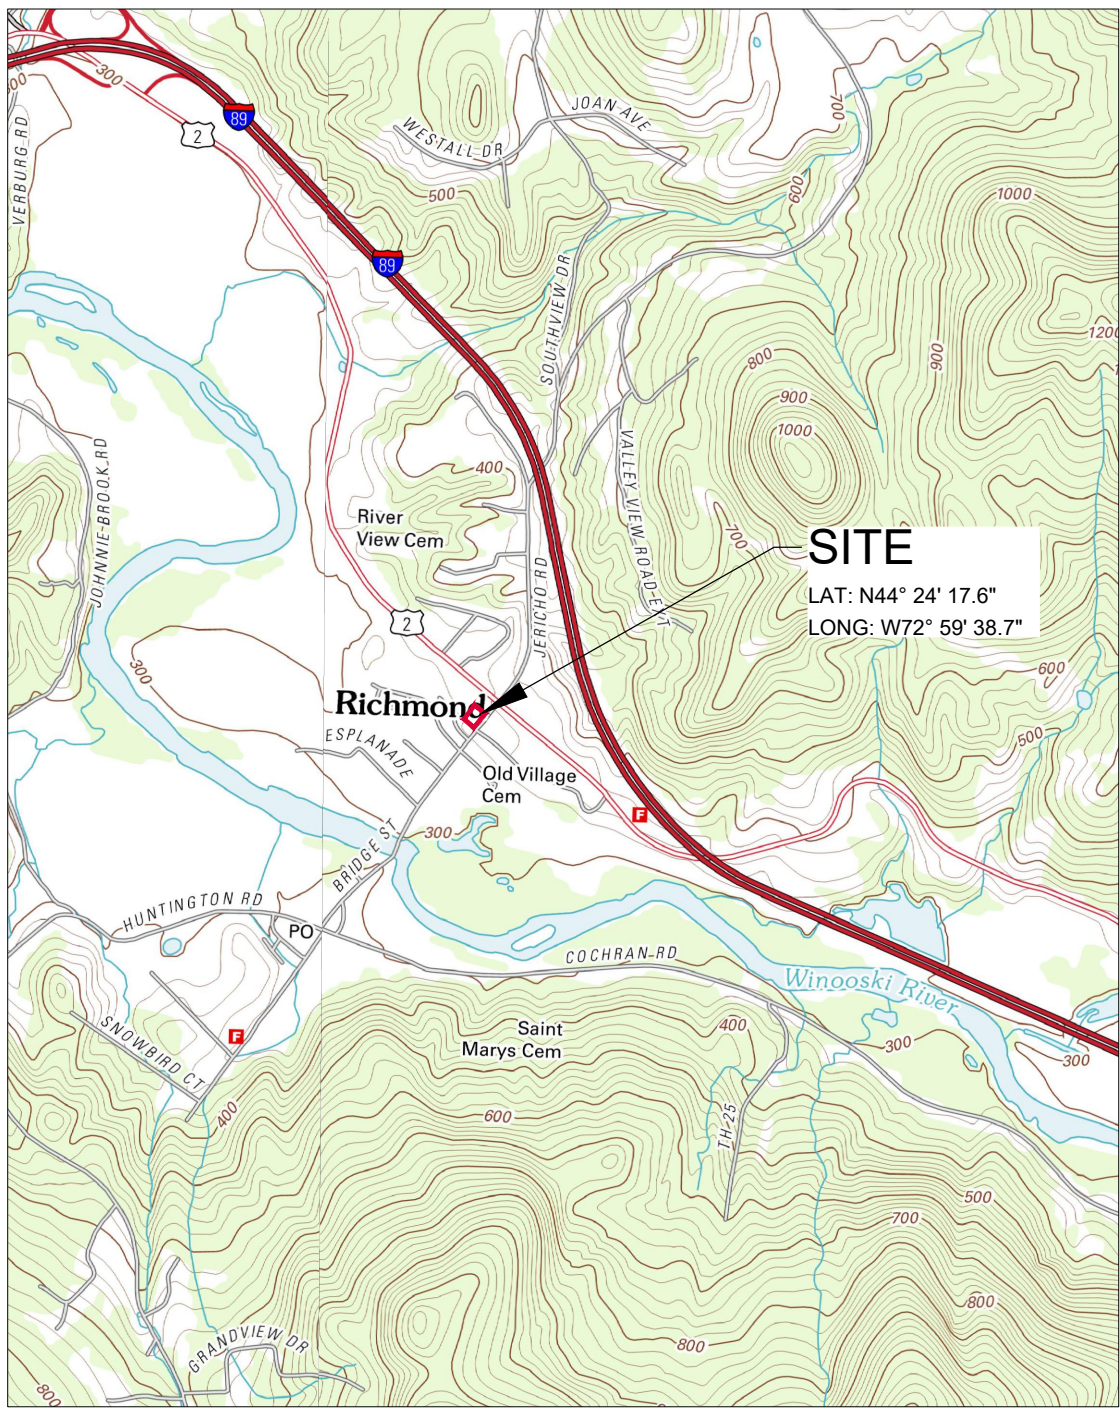 300
300
89
2
VERBURG RD
WESTALL DR
JOAN AVE
700
600
1000
500
89
SOUTHVIEW DR
1200
900
800
900
1000
JOHNNIE BROOK RD
400
River
View Cem
VALLEY VIEW ROAD EXT
700
SITE
LAT: N44° 24' 17.6"
LONG: W72° 59' 38.7"
JERICHO RD
2
300
600
Richmond
ESPLANADE
500
Old Village
Cem
F
BRIDGE ST
300
HUNTINGTON RD
PO
COCHRAN RD
Winooski River
SNOWBIRD CT
F
Saint
Marys Cem
400
300
300
400
600
TH 25
500
700
800
GRANDVIEW DR
800
800